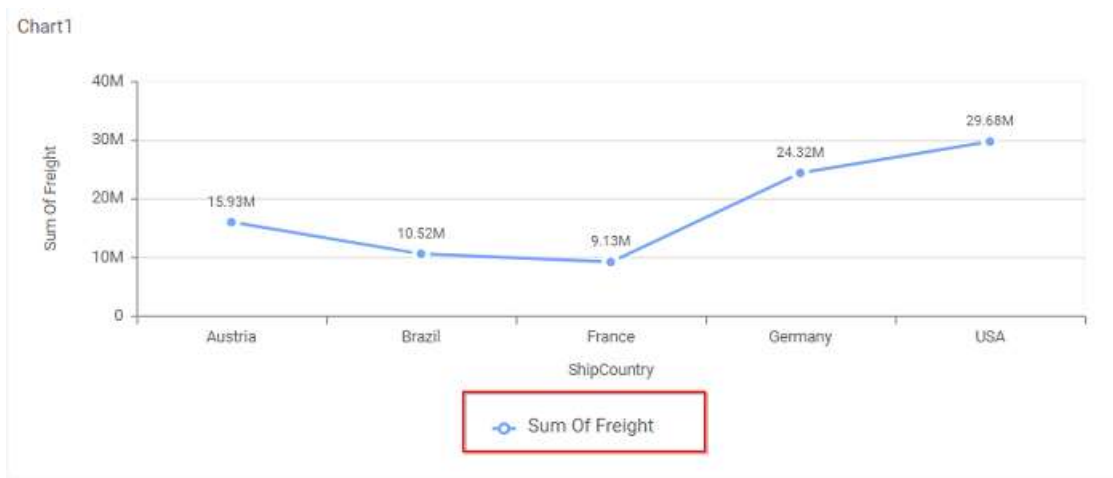 Chart1
40M
30M
20M
10M
0
Sum Of Freight
15.93M
10.52M
9.13M
24.32M
29.68M
Austria Brazil France Germany USA
ShipCountry
Sum Of Freight